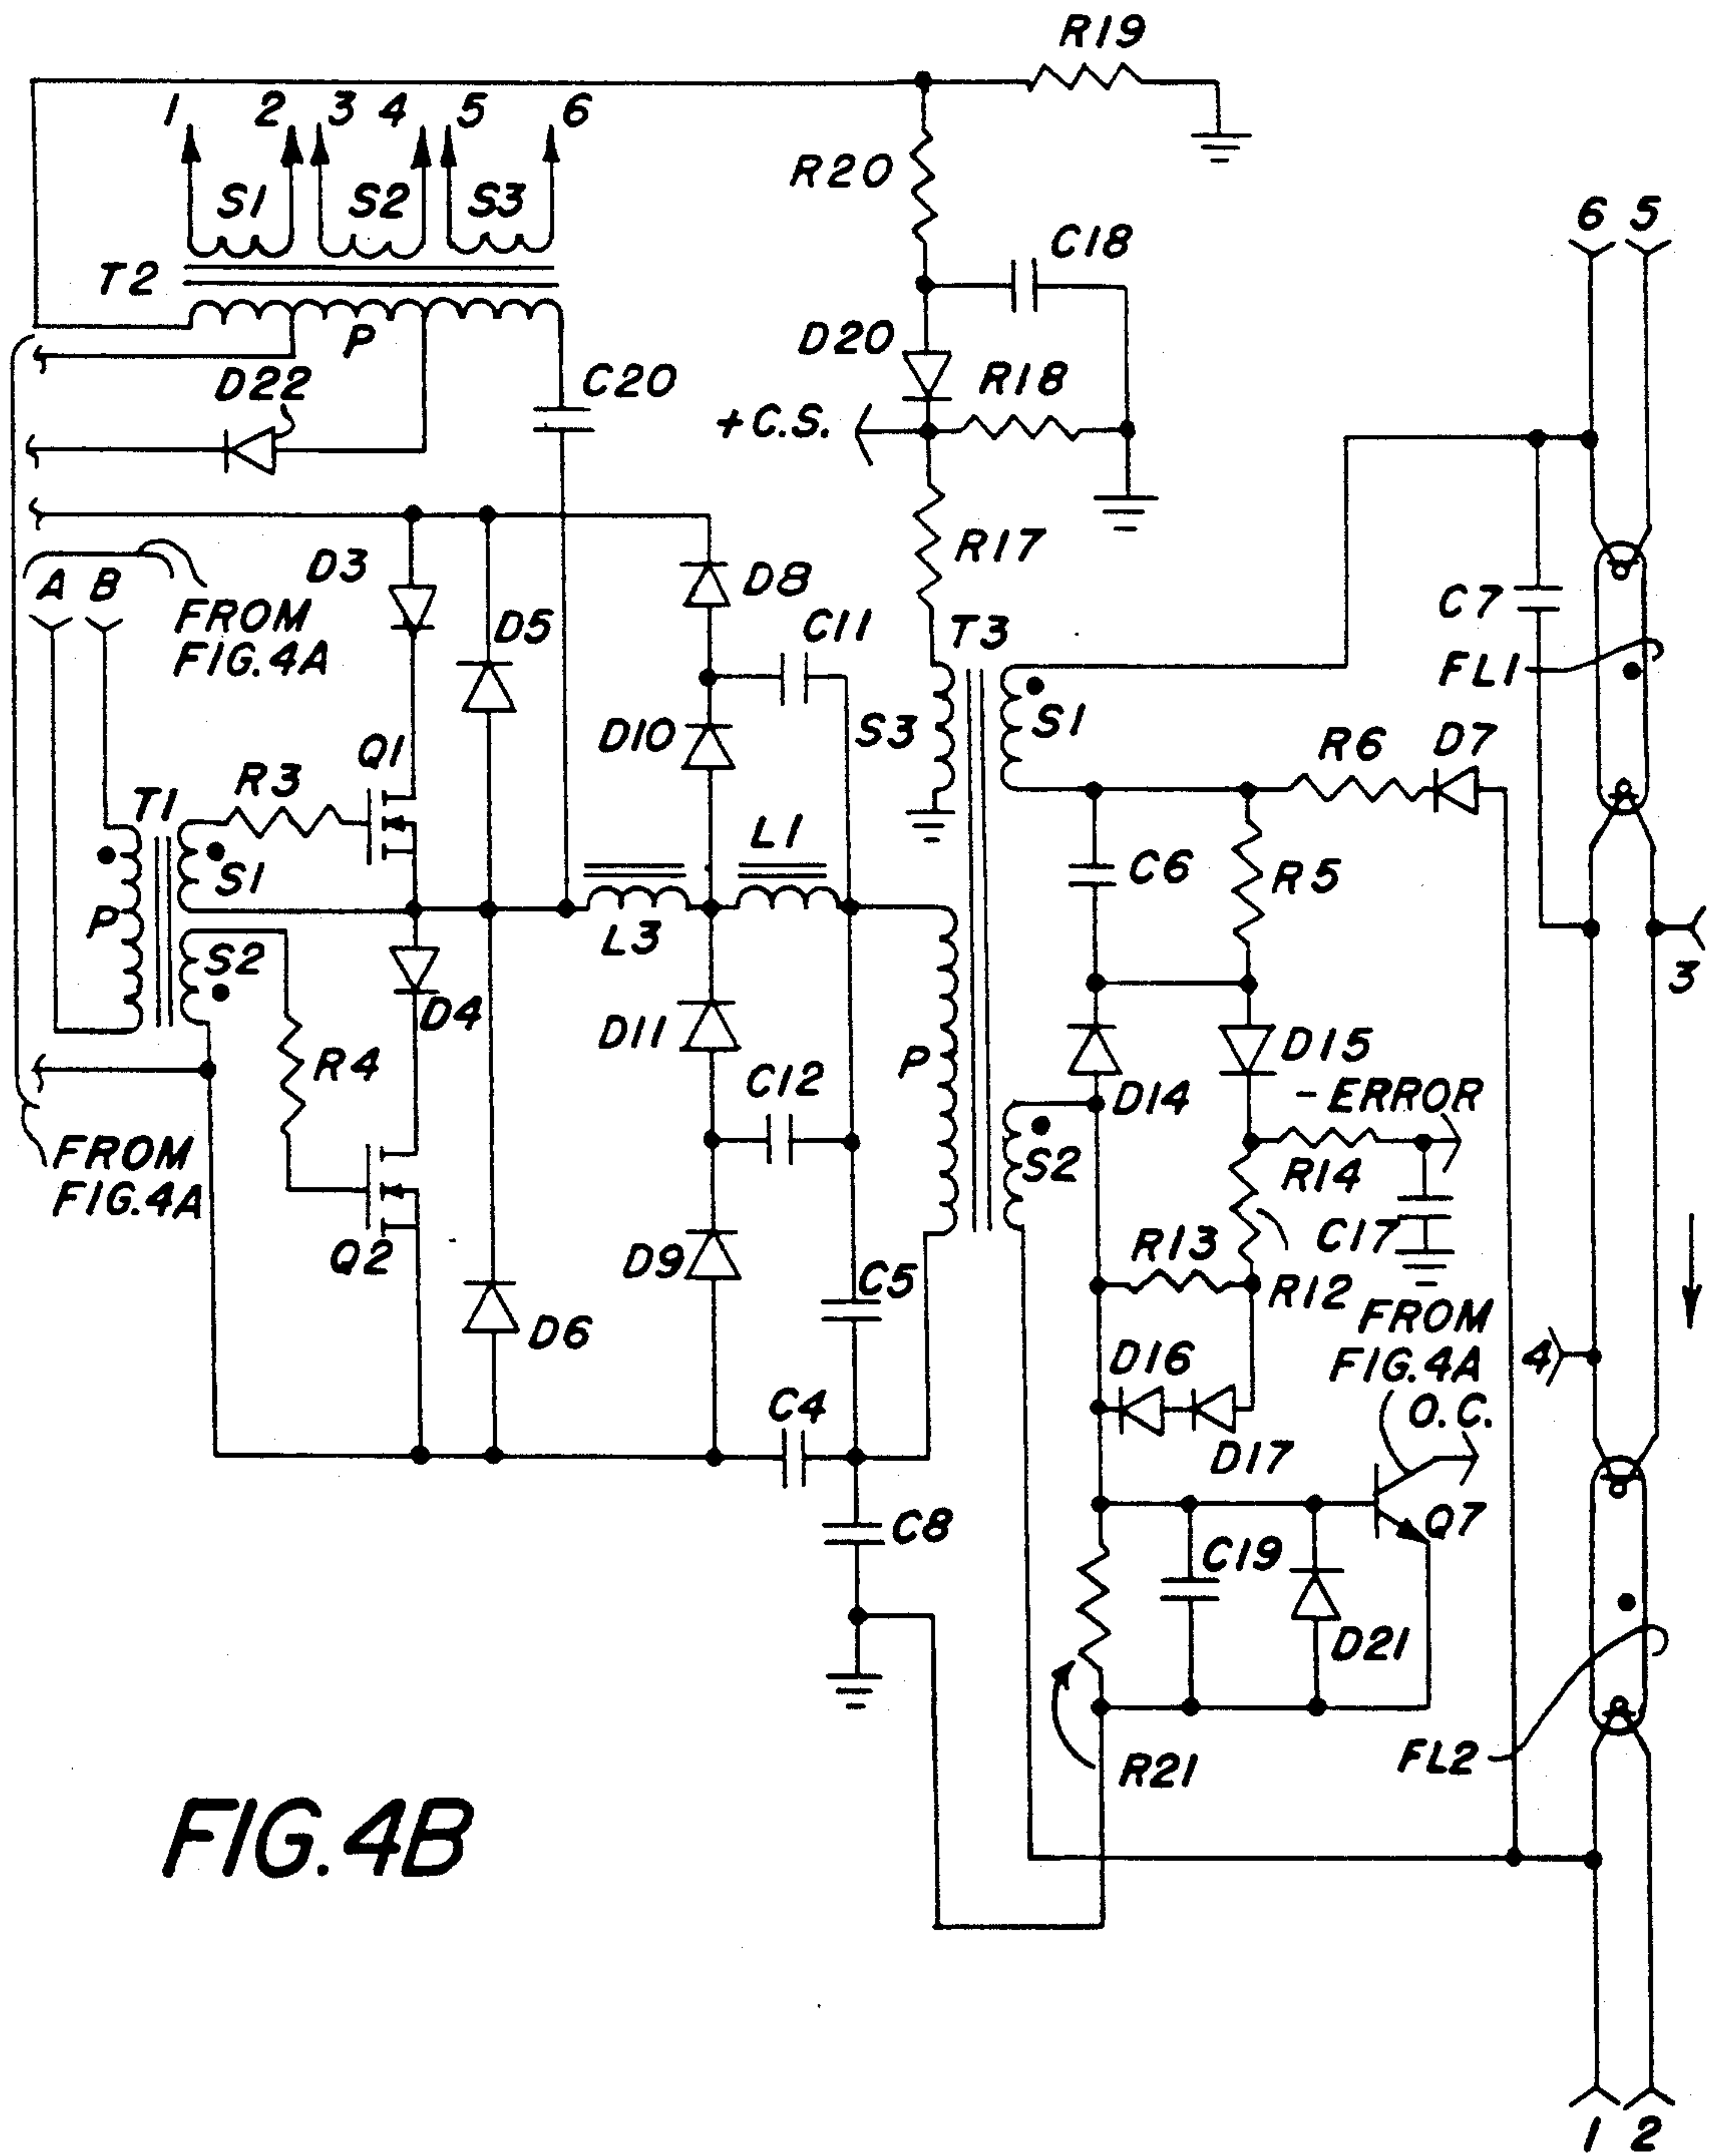 R19
1 2 3 4 5 6
S1 S2 S3
R20
C18
6 5
T2
P
D20
D22
C20
R18
+C.S.
R17
A B
FROM
FIG.4A
D3
D5
D8
C11
T3
C7
FL1
S3
S1
D10
Q1
R3
T1
R6
D7
L1
S1
C6
R5
P
L3
S2
3
D4
D11
R4
C12
P
D15
D14
-ERROR
S2
R14
FROM
FIG.4A
Q2
D9
R13
C17
C5
R12
D6
FROM
FIG.4A
D16
4
C4
O.C.
D17
C8
Q7
C19
D21
R21
FL2
FIG.4B
1 2